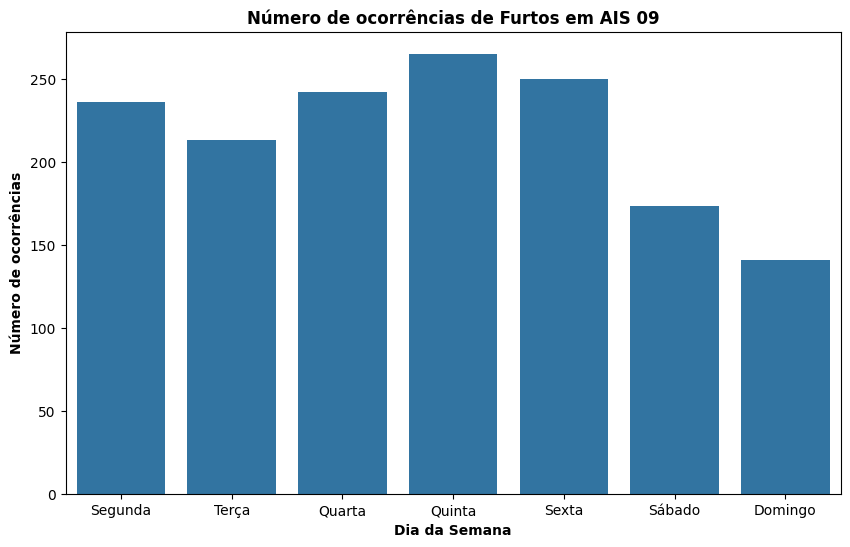 Número de ocorrências de Furtos em AIS 09
Número de ocorrências
250
200
150
100
50
0
Segunda Terça Quarta Quinta Sexta Sábado Domingo
Dia da Semana